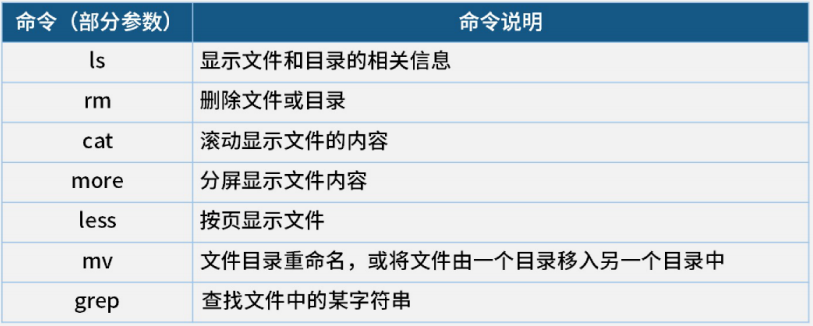 命令（部分参数） 命令说明
ls 显示文件和目录的相关信息
rm 删除文件或目录
cat 滚动显示文件的内容
more 分屏显示文件内容
less 按页显示文件
mv 文件目录重命名，或将文件由一个目录移入另一个目录中
grep 查找文件中的某字符串